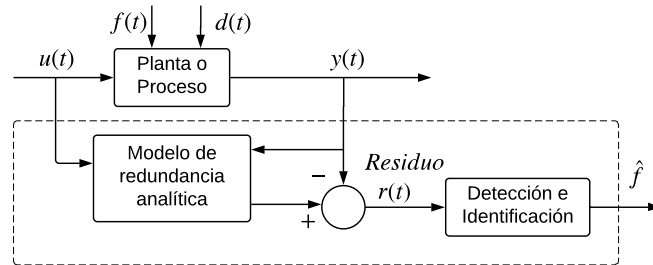 f(t)
d(t)
u(t)
Planta o
Proceso
y(t)
Modelo de
redundancia
analítica
−
+
Residuo
r(t)
Detección e
Identificación
f̂